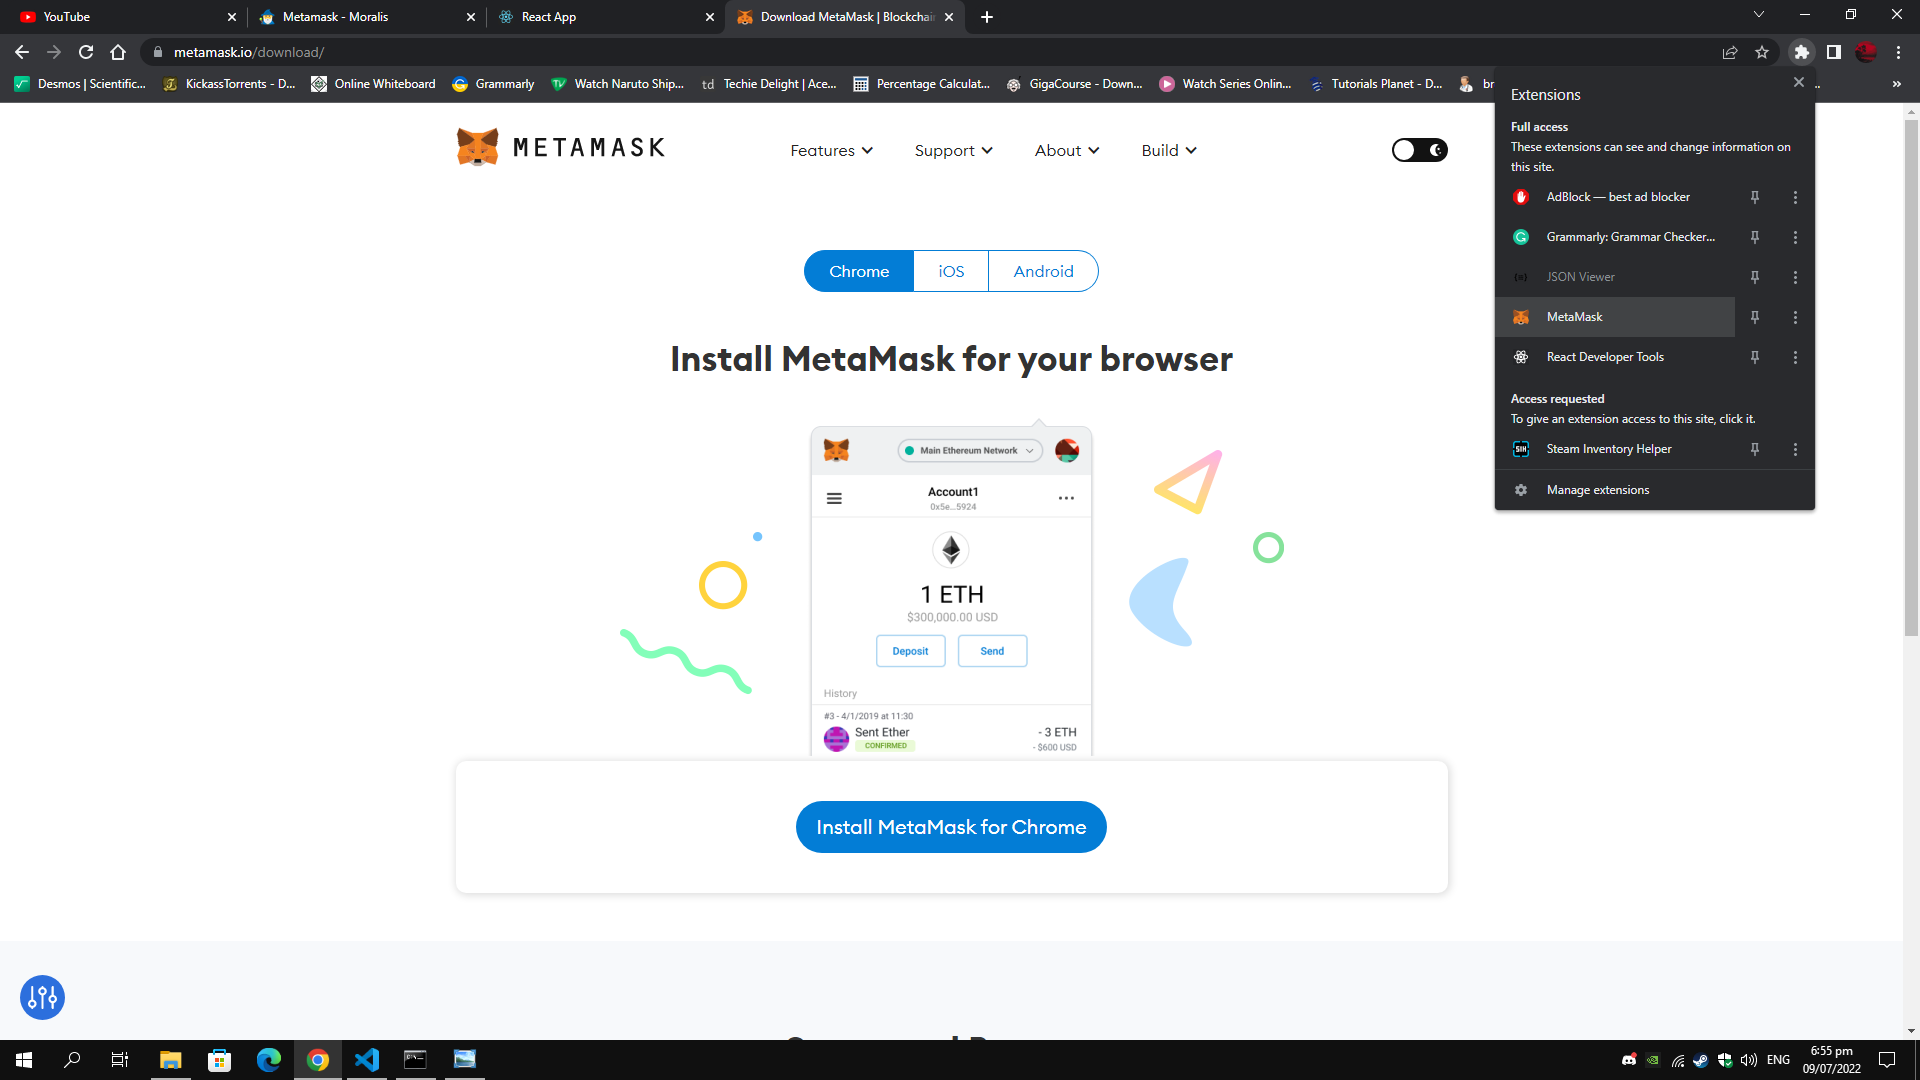 YouTube
Metamask - Moralis
React App
Download MetaMask | Blockchain
metamask.io/download/
Desmos | Scientific...
KickassTorrents - D...
Online Whiteboard
Grammarly
Watch Naruto Ship...
td Techie Delight | Ace...
Percentage Calculat...
GigaCourse - Down...
Watch Series Online...
Tutorials Planet - D...
br
»
METAMASK
Features
Support
About
Build
Chrome
iOS
Android
Install MetaMask for your browser
Main Ethereum Network
Account1
0x5e...5924
1 ETH
$300,000.00 USD
Deposit
Send
History
#3 - 4/1/2019 at 11:30
Sent Ether
- 3 ETH
CONFIRMED
- $600 USD
Install MetaMask for Chrome
Extensions
Full access
These extensions can see and change information on
this site.
AdBlock — best ad blocker
Grammarly: Grammar Checker...
JSON Viewer
MetaMask
React Developer Tools
Access requested
To give an extension access to this site, click it.
SIH
Steam Inventory Helper
Manage extensions
ENG
6:55 pm
09/07/2022